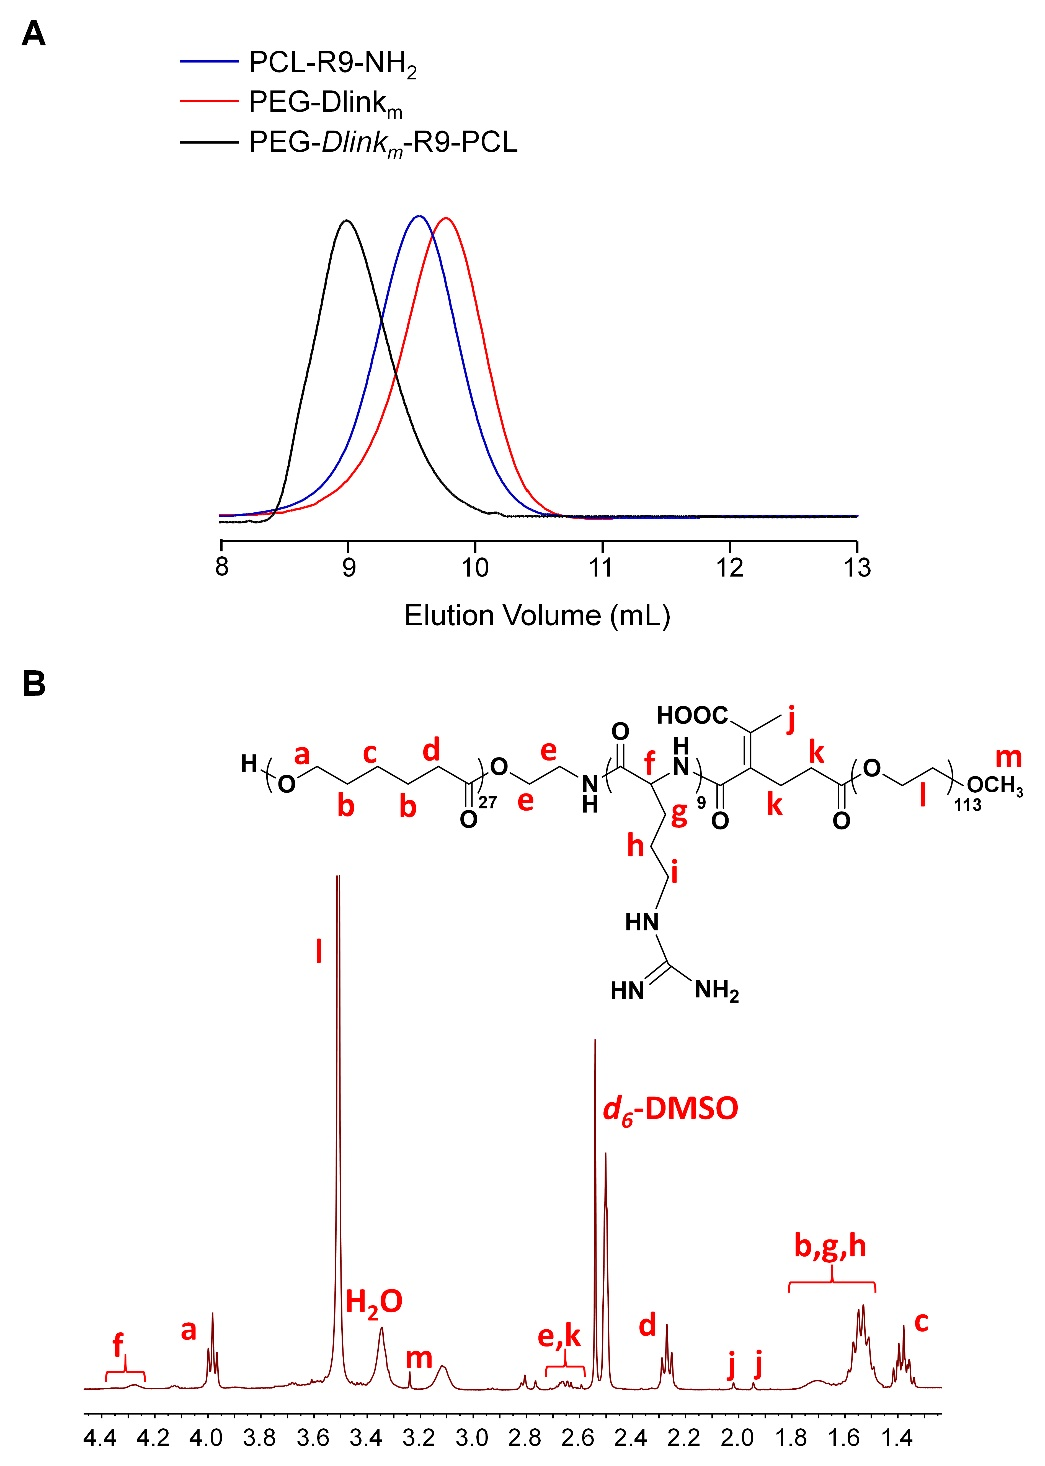 A
PCL-R9-NH2
PEG-Dlinkm
PEG-Dlinkm-R9-PCL
8 9 10 11 12 13
Elution Volume (mL)
B
HOOC j
O H
H a c d O e f N k m
O b b O 27 e N H g 9 O k O O l 113 OCH3
h
i
HN
HN NH2
l
d6-DMSO
b,g,h
H2O
a f m e,k d j j c
4.4 4.2 4.0 3.8 3.6 3.4 3.2 3.0 2.8 2.6 2.4 2.2 2.0 1.8 1.6 1.4